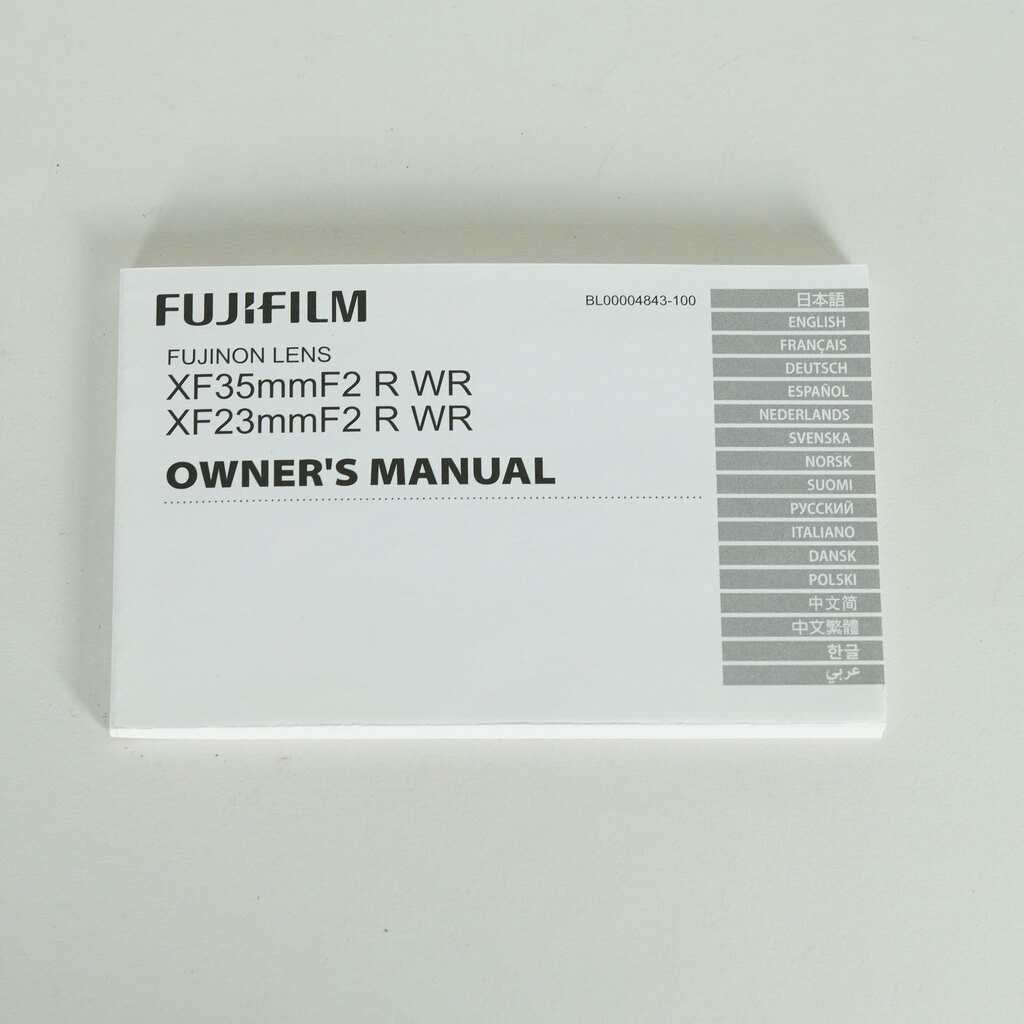 FUJIFILM
BL00004843-100
FUJINON LENS
XF35mmF2 R WR
XF23mmF2 R WR
OWNER'S MANUAL
日本語
ENGLISH
FRANÇAIS
DEUTSCH
ESPAÑOL
NEDERLANDS
SVENSKA
NORSK
SUOMI
РУССКИЙ
ITALIANO
DANSK
POLSKI
中文简
中文繁體
한글
عربي